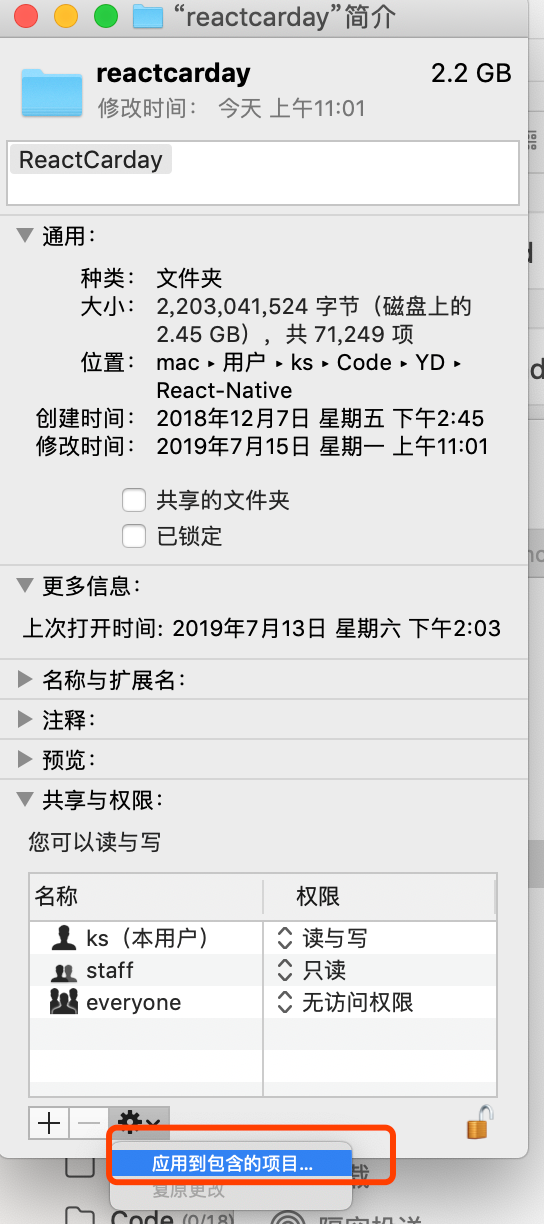 “reactcarday”简介
reactcarday 2.2 GB
修改时间： 今天 上午11:01
ReactCarday
通用：
种类： 文件夹
大小： 2,203,041,524 字节（磁盘上的
2.45 GB），共 71,249 项
位置： mac ▸ 用户 ▸ ks ▸ Code ▸ YD ▸
React-Native
创建时间： 2018年12月7日 星期五 下午2:45
修改时间： 2019年7月15日 星期一 上午11:01
共享的文件夹
已锁定
更多信息：
上次打开时间: 2019年7月13日 星期六 下午2:03
名称与扩展名：
注释：
预览：
共享与权限：
您可以读与写
名称 权限
ks（本用户） 读与写
staff 只读
everyone 无访问权限
应用到包含的项目...
复原更改
Code (0/18)
隔空投送